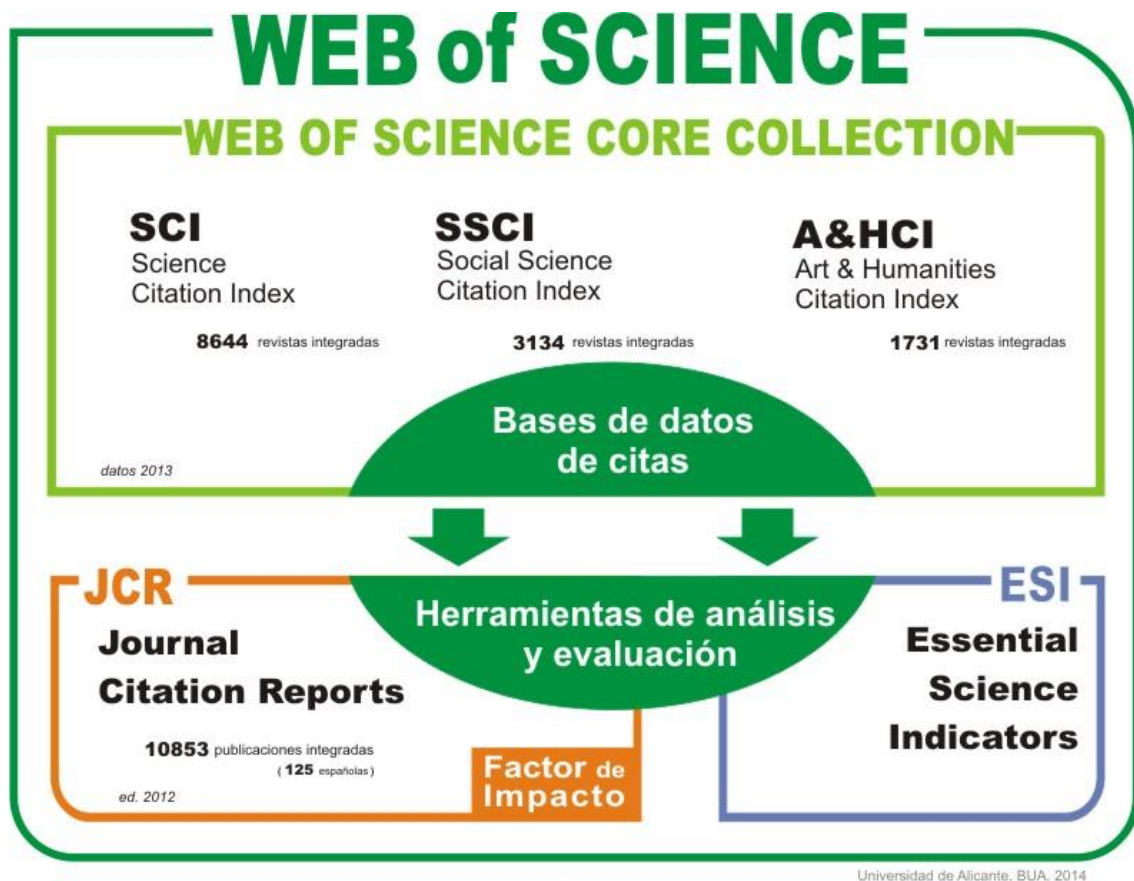 WEB of SCIENCE
WEB OF SCIENCE CORE COLLECTION
SCI
Science
Citation Index
8644 revistas integradas
SSCI
Social Science
Citation Index
3134 revistas integradas
A&HCI
Art & Humanities
Citation Index
1731 revistas integradas
Bases de datos
de citas
datos 2013
JCR
Journal
Citation Reports
10853 publicaciones integradas
( 125 españolas )
ed. 2012
Herramientas de análisis
y evaluación
Factor de
Impacto
ESI
Essential
Science
Indicators
Universidad de Alicante. BUA. 2014